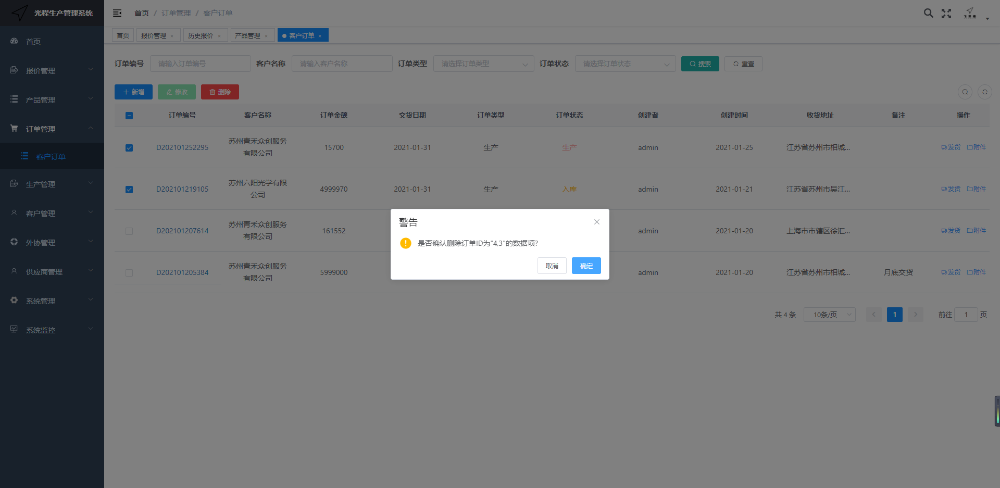 光程生产管理系统
首页 / 订单管理 / 客户订单
首页
报价管理 ×
历史报价 ×
产品管理 ×
客户订单 ×
首页
报价管理
产品管理
订单管理
客户订单
生产管理
客户管理
外协管理
供应商管理
系统管理
系统监控
订单编号 请输入订单编号 客户名称 请输入客户名称 订单类型 请选择订单类型 订单状态 请选择订单状态 搜索 重置
新增 修改 删除
订单编号 客户名称 订单金额 交货日期 订单类型 订单状态 创建者 创建时间 收货地址 备注 操作
D202101252295 苏州青禾众创服务有限公司 15700 2021-01-31 生产 生产 admin 2021-01-25 江苏省苏州市相城... 发货 附件
D202101219105 苏州六阳光学有限公司 4999970 2021-01-31 生产 入库 admin 2021-01-21 江苏省苏州市吴江... 发货 附件
D202101207614 苏州青禾众创服务有限公司 161552 admin 2021-01-20 上海市市辖区徐汇... 发货 附件
D202101205384 苏州青禾众创服务有限公司 5999000 admin 2021-01-20 江苏省苏州市相城... 月底交货 发货 附件
警告
是否确认删除订单ID为"4,3"的数据项?
取消 确定
共 4 条 10条/页 1 前往 1 页